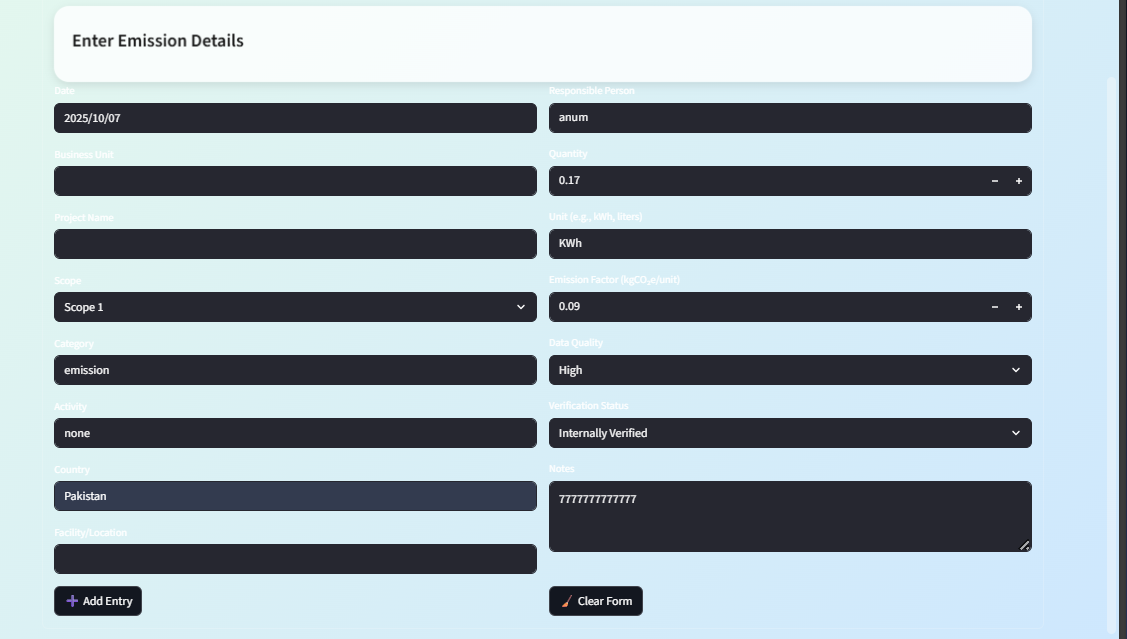 Enter Emission Details
Date
2025/10/07
Business Unit
Project Name
Scope
Scope 1
Category
emission
Activity
none
Country
Pakistan
Facility/Location
Add Entry
Responsible Person
anum
Quantity
0.17
Unit (e.g., kWh, liters)
KWh
Emission Factor (kgCO₂e/unit)
0.09
Data Quality
High
Verification Status
Internally Verified
Notes
7777777777777
Clear Form